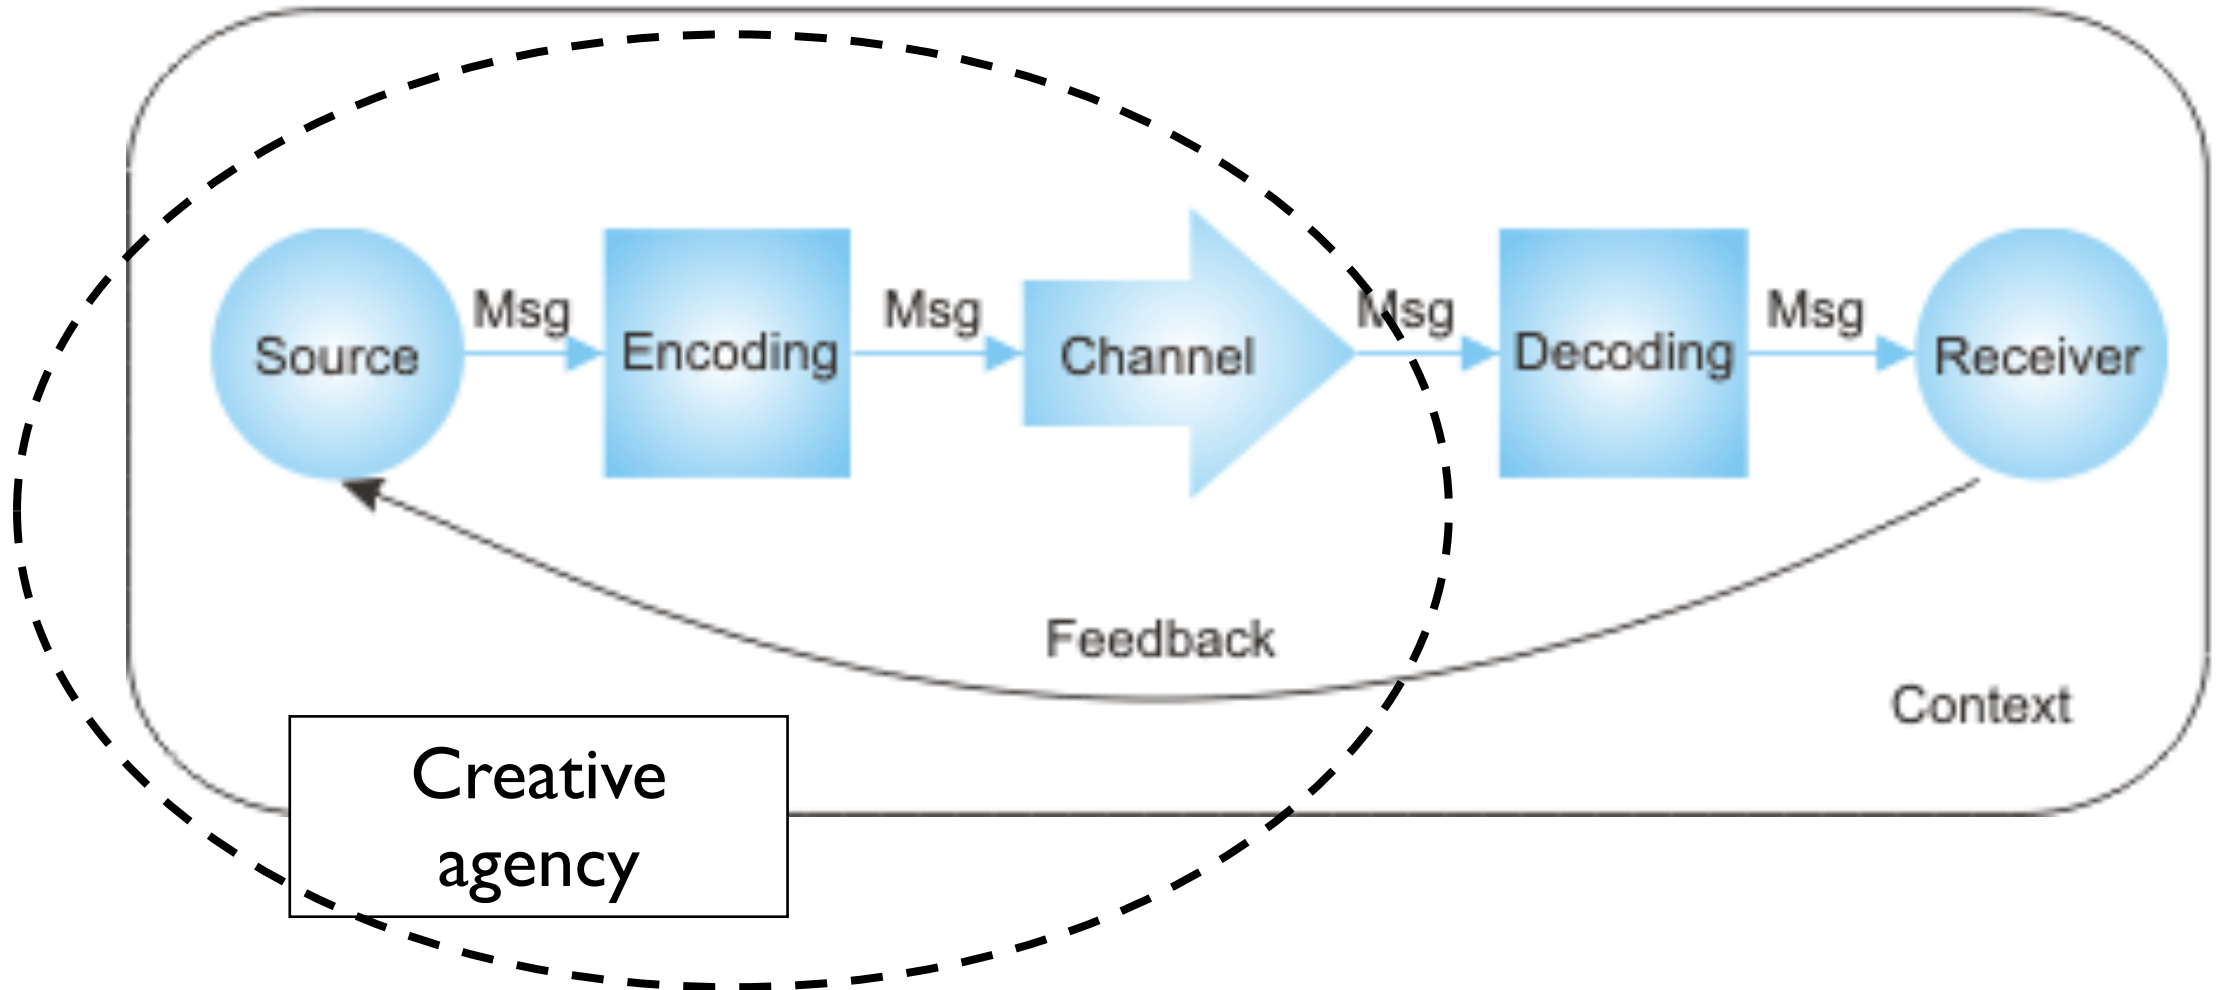 Msg Msg Msg Msg
Source Encoding Channel Decoding Receiver
Feedback
Context
Creative
agency